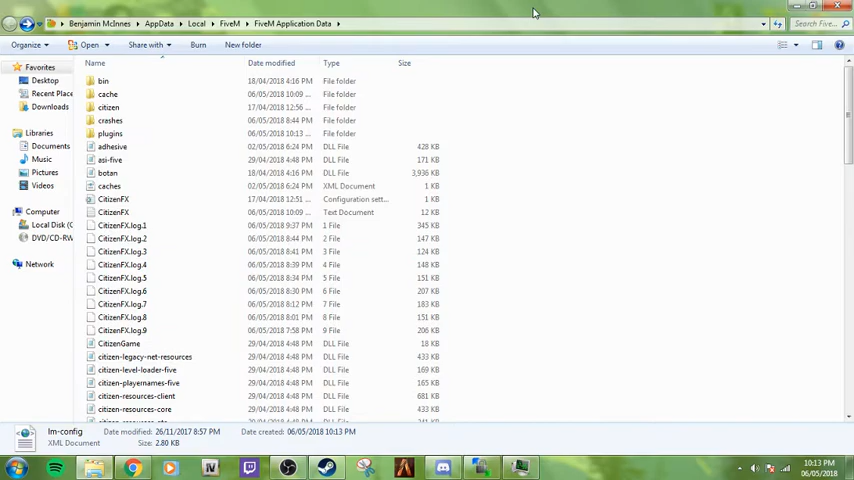 Benjamin McInnes ▸ AppData ▸ Local ▸ FiveM ▸ FiveM Application Data ▸
Search Five...
Organize Open Share with Burn New folder
Name Date modified Type Size
Favorites
Desktop
Recent Place
Downloads
Libraries
Documents
Music
Pictures
Videos
Computer
Local Disk (C
DVD/CD-RW
Network
bin 18/04/2018 4:16 PM File folder
cache 06/05/2018 10:09 ... File folder
citizen 17/04/2018 12:56 ... File folder
crashes 06/05/2018 8:44 PM File folder
plugins 06/05/2018 10:13 ... File folder
adhesive 02/05/2018 6:24 PM DLL File 428 KB
asi-five 29/04/2018 4:48 PM DLL File 171 KB
botan 18/04/2018 4:16 PM DLL File 3,936 KB
caches 02/05/2018 6:24 PM XML Document 1 KB
CitizenFX 17/04/2018 12:51 ... Configuration sett... 1 KB
CitizenFX 06/05/2018 10:09 ... Text Document 12 KB
CitizenFX.log.1 06/05/2018 9:37 PM 1 File 345 KB
CitizenFX.log.2 06/05/2018 8:44 PM 2 File 147 KB
CitizenFX.log.3 06/05/2018 8:41 PM 3 File 124 KB
CitizenFX.log.4 06/05/2018 8:39 PM 4 File 148 KB
CitizenFX.log.5 06/05/2018 8:34 PM 5 File 151 KB
CitizenFX.log.6 06/05/2018 8:30 PM 6 File 207 KB
CitizenFX.log.7 06/05/2018 8:12 PM 7 File 183 KB
CitizenFX.log.8 06/05/2018 8:01 PM 8 File 151 KB
CitizenFX.log.9 06/05/2018 7:58 PM 9 File 206 KB
CitizenGame 29/04/2018 4:48 PM DLL File 18 KB
citizen-legacy-net-resources 29/04/2018 4:48 PM DLL File 433 KB
citizen-level-loader-five 29/04/2018 4:48 PM DLL File 169 KB
citizen-playernames-five 29/04/2018 4:48 PM DLL File 165 KB
citizen-resources-client 29/04/2018 4:48 PM DLL File 681 KB
citizen-resources-core 29/04/2018 4:48 PM DLL File 433 KB
lm-config Date modified: 26/11/2017 8:57 PM Date created: 06/05/2018 10:13 PM
XML Document Size: 2.80 KB
IV
10:13 PM
06/05/2018